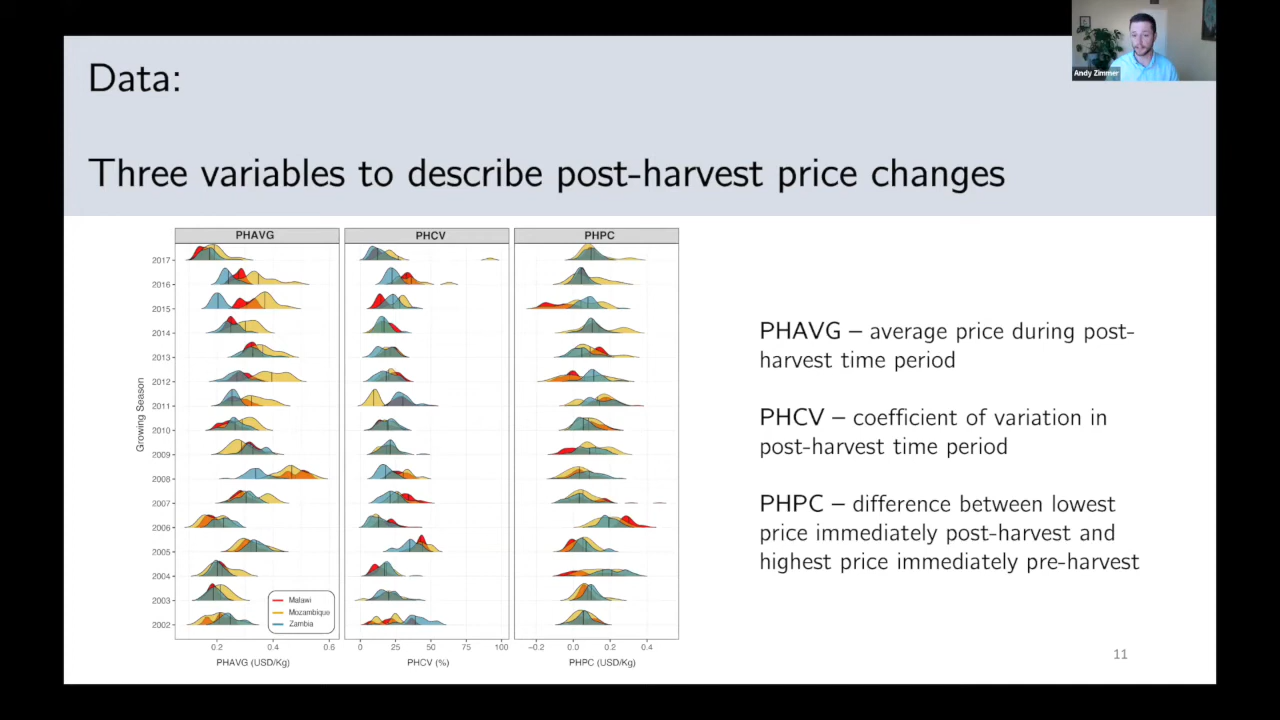 Andy Zimmer
Data:
Three variables to describe post-harvest price changes
PHAVG
PHCV
PHPC
Growing Season
2017
2016
2015
2014
2013
2012
2011
2010
2009
2008
2007
2006
2005
2004
2003
2002
Malawi
Mozambique
Zambia
0.2 0.4 0.6
0 25 50 75 100
−0.2 0.0 0.2 0.4
PHAVG (USD/Kg)
PHCV (%)
PHPC (USD/Kg)
PHAVG – average price during post-
harvest time period
PHCV – coefficient of variation in
post-harvest time period
PHPC – difference between lowest
price immediately post-harvest and
highest price immediately pre-harvest
11